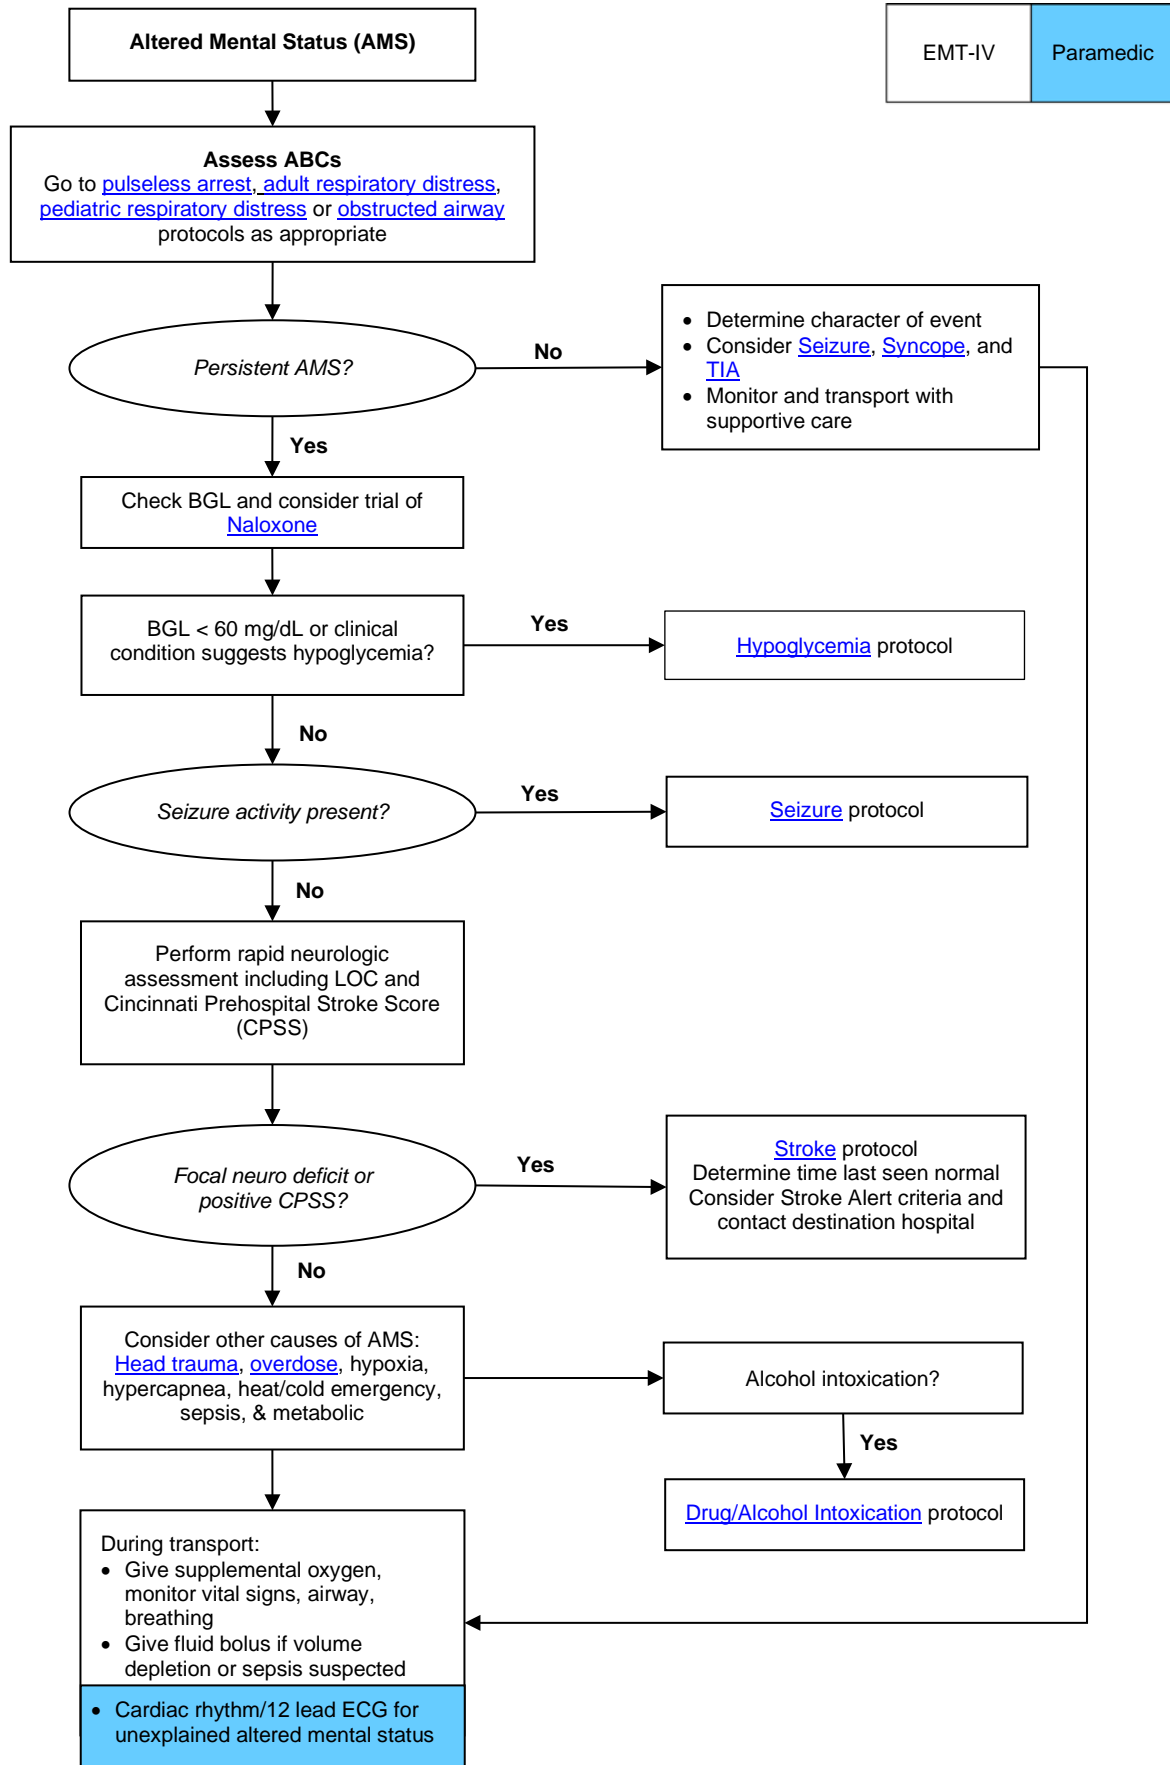 Altered Mental Status (AMS)
EMT-IV
Paramedic
Assess ABCs
Go to pulseless arrest, adult respiratory distress,
pediatric respiratory distress or obstructed airway
protocols as appropriate
Persistent AMS?
No
• Determine character of event
• Consider Seizure, Syncope, and
TIA
• Monitor and transport with
supportive care
Yes
Check BGL and consider trial of
Naloxone
BGL < 60 mg/dL or clinical
condition suggests hypoglycemia?
Yes
Hypoglycemia protocol
No
Seizure activity present?
Yes
Seizure protocol
No
Perform rapid neurologic
assessment including LOC and
Cincinnati Prehospital Stroke Score
(CPSS)
Focal neuro deficit or
positive CPSS?
Yes
Stroke protocol
Determine time last seen normal
Consider Stroke Alert criteria and
contact destination hospital
No
Consider other causes of AMS:
Head trauma, overdose, hypoxia,
hypercapnea, heat/cold emergency,
sepsis, & metabolic
Alcohol intoxication?
Yes
Drug/Alcohol Intoxication protocol
During transport:
• Give supplemental oxygen,
monitor vital signs, airway,
breathing
• Give fluid bolus if volume
depletion or sepsis suspected
• Cardiac rhythm/12 lead ECG for
unexplained altered mental status